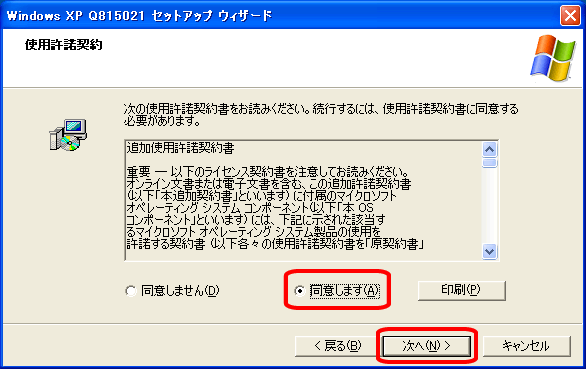 Windows XP Q815021 セットアップ ウィザード
使用許諾契約
次の使用許諾契約書をお読みください。続行するには、使用許諾契約書に同意する
必要があります。
追加使用許諾契約書
重要 ― 以下のライセンス契約書を注意してお読みください。
オンライン文書または電子文書を含む、この追加許諾契約書
(以下「本追加契約書」といいます) に付属のマイクロソフト
オペレーティング システム コンポーネント(以下「本 OS
コンポーネント」といいます) には、下記に示された該当す
るマイクロソフト オペレーティング システム製品の使用を
許諾する契約書 (以下各々の使用許諾契約書を「原契約書」
同意しません(D)
同意します(A)
印刷(P)
< 戻る(B)
次へ(N) >
キャンセル